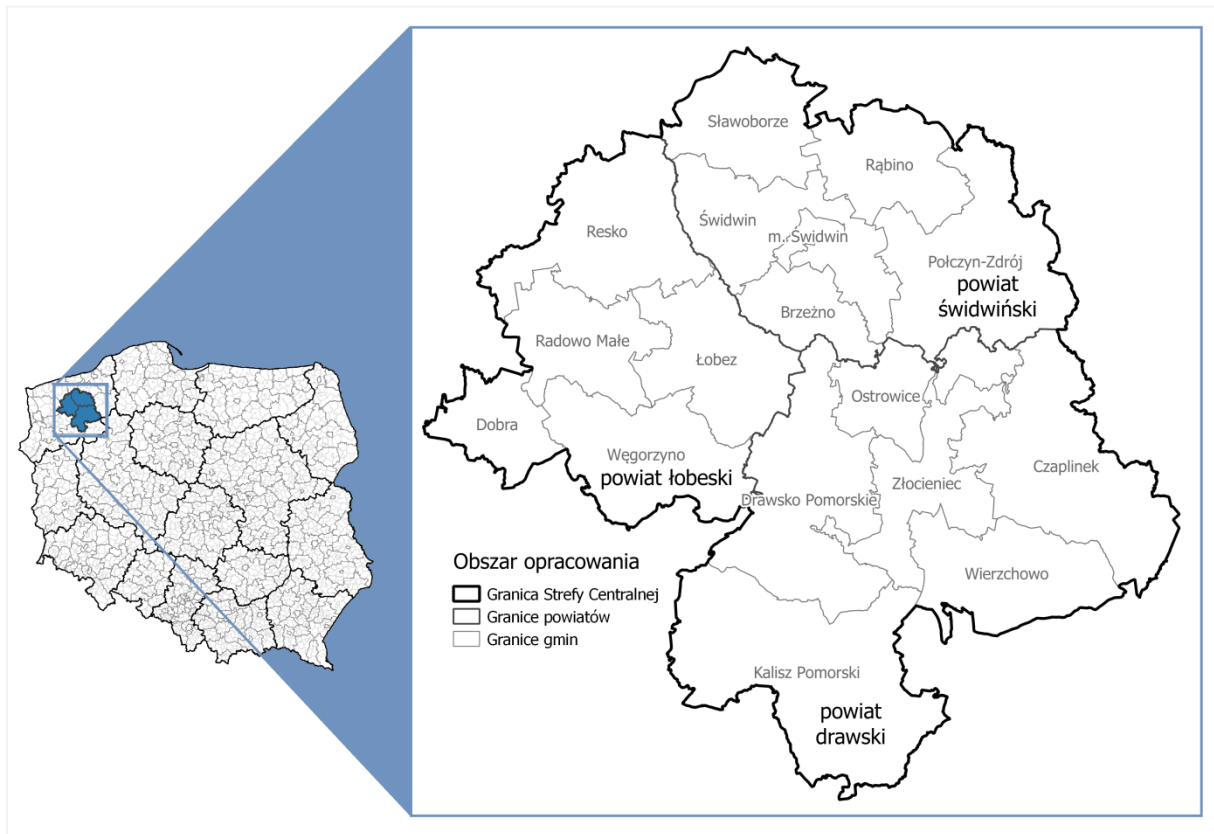 Sławoborze
Rąbino
Resko
Świdwin
m. Świdwin
Połczyn-Zdrój
powiat
świdwiński
Brzeżno
Radowo Małe
Łobez
Ostrowice
Dobra
Węgorzyno
powiat łobeski
Czaplinek
Złocieniec
Drawsko Pomorskie
Wierzchowo
Obszar opracowania
Granica Strefy Centralnej
Granice powiatów
Granice gmin
Kalisz Pomorski
powiat
drawski